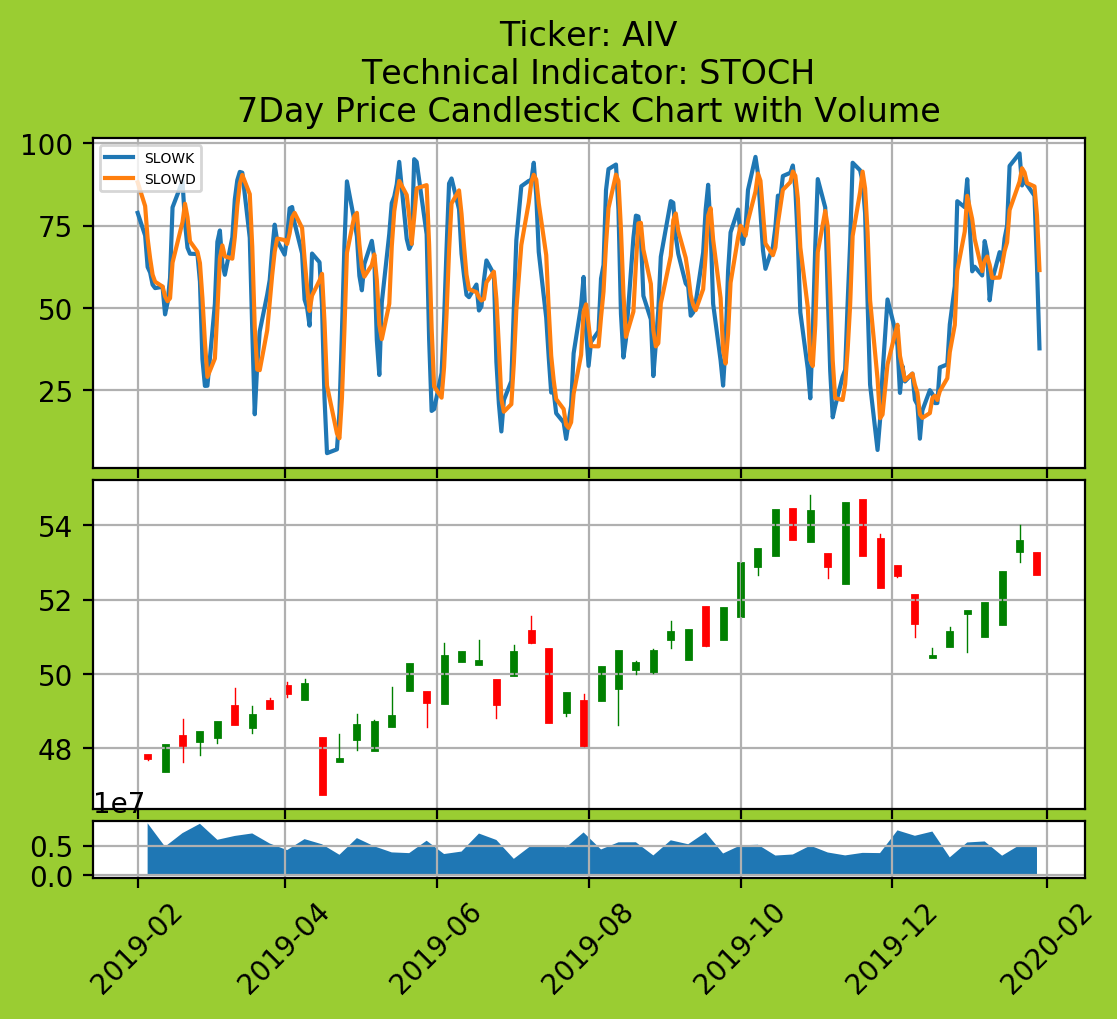 Ticker: AIV
Technical Indicator: STOCH
7Day Price Candlestick Chart with Volume
100
75
50
25
SLOWK
SLOWD
54
52
50
48
1e7
0.5
0.0
2019-02
2019-04
2019-06
2019-08
2019-10
2019-12
2020-02